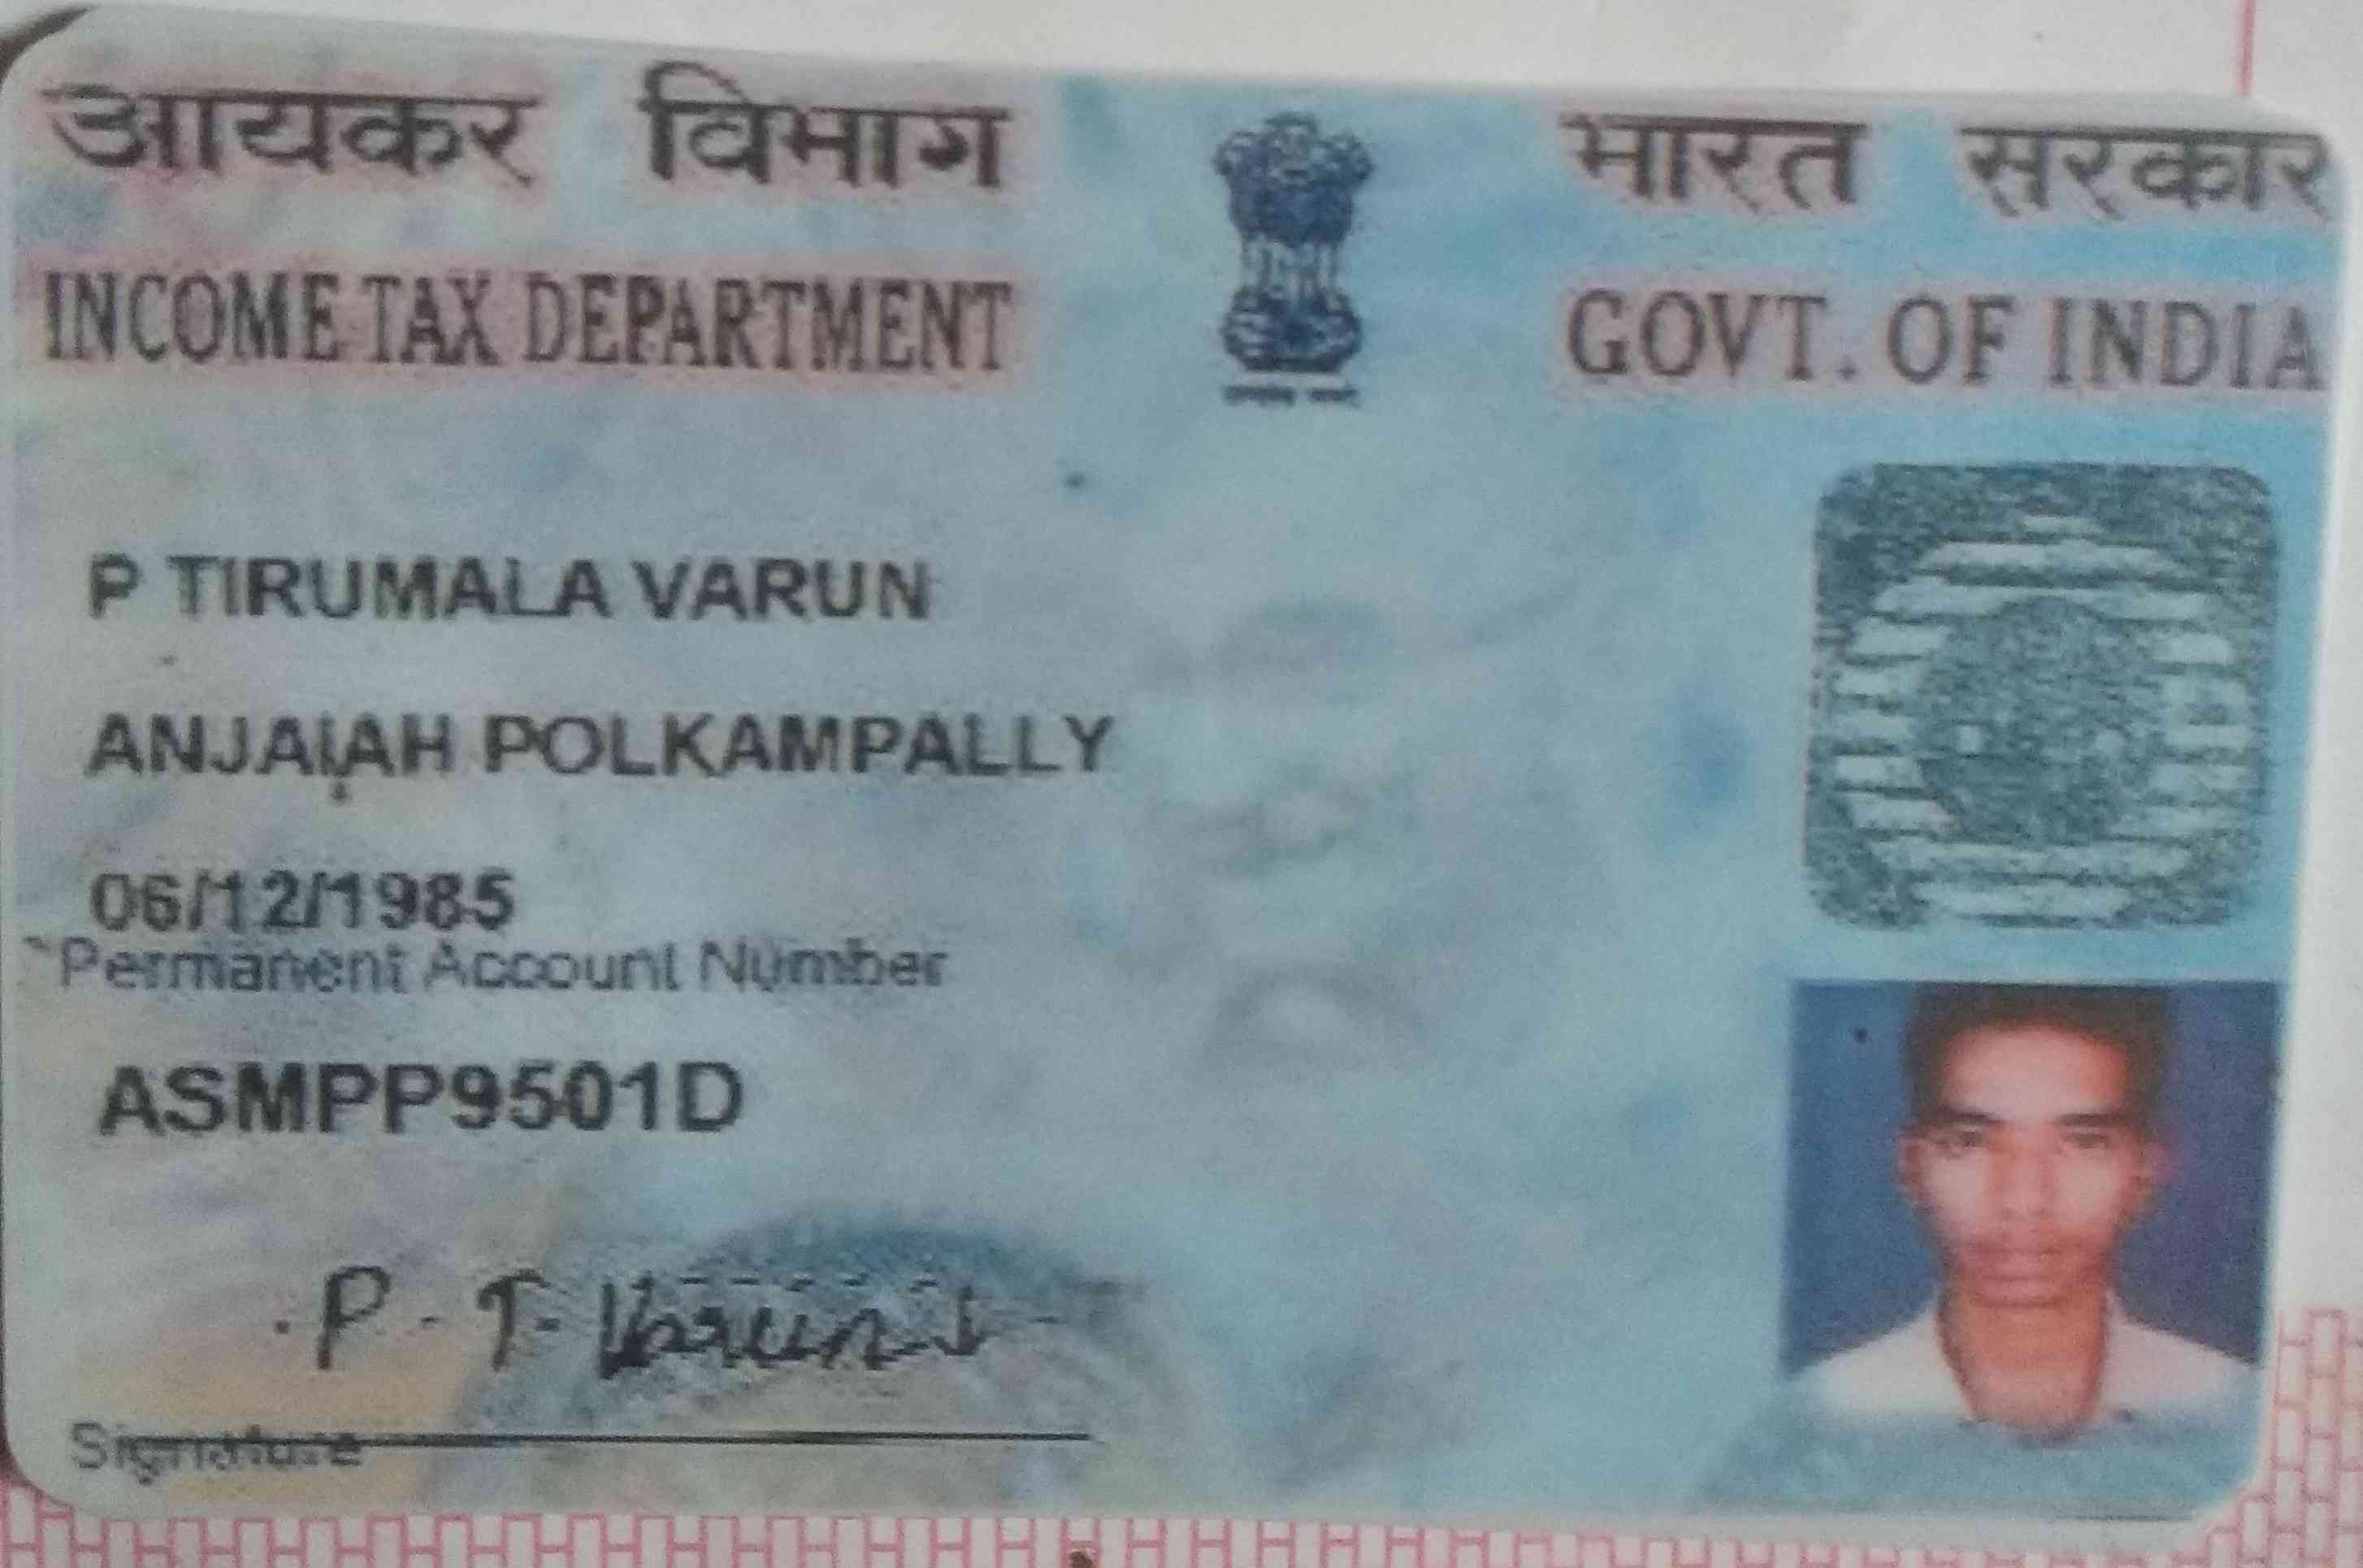 आयकर विभाग
भारत सरकार
INCOME TAX DEPARTMENT
GOVT. OF INDIA
P TIRUMALA VARUN
ANJAIAH POLKAMPALLY
06/12/1985
Permanent Account Number
ASMPP9501D
P. T. Varun
Signature